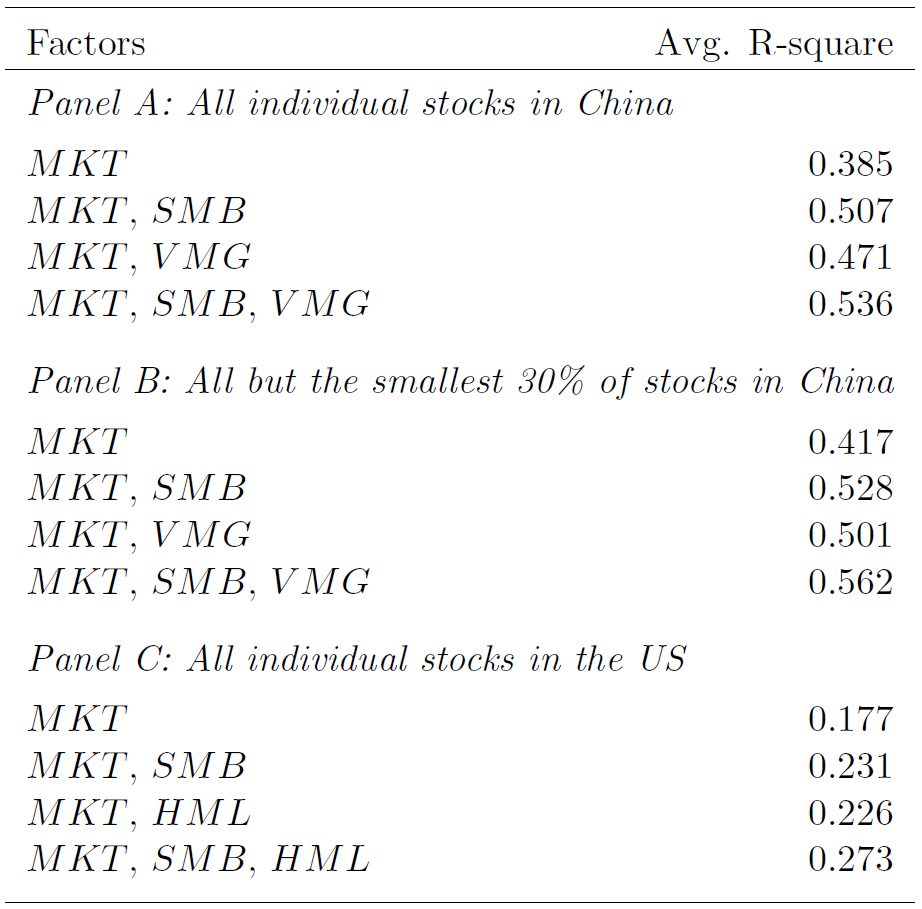 Factors Avg. R-square
Panel A: All individual stocks in China
MKT 0.385
MKT, SMB 0.507
MKT, VMG 0.471
MKT, SMB, VMG 0.536
Panel B: All but the smallest 30% of stocks in China
MKT 0.417
MKT, SMB 0.528
MKT, VMG 0.501
MKT, SMB, VMG 0.562
Panel C: All individual stocks in the US
MKT 0.177
MKT, SMB 0.231
MKT, HML 0.226
MKT, SMB, HML 0.273